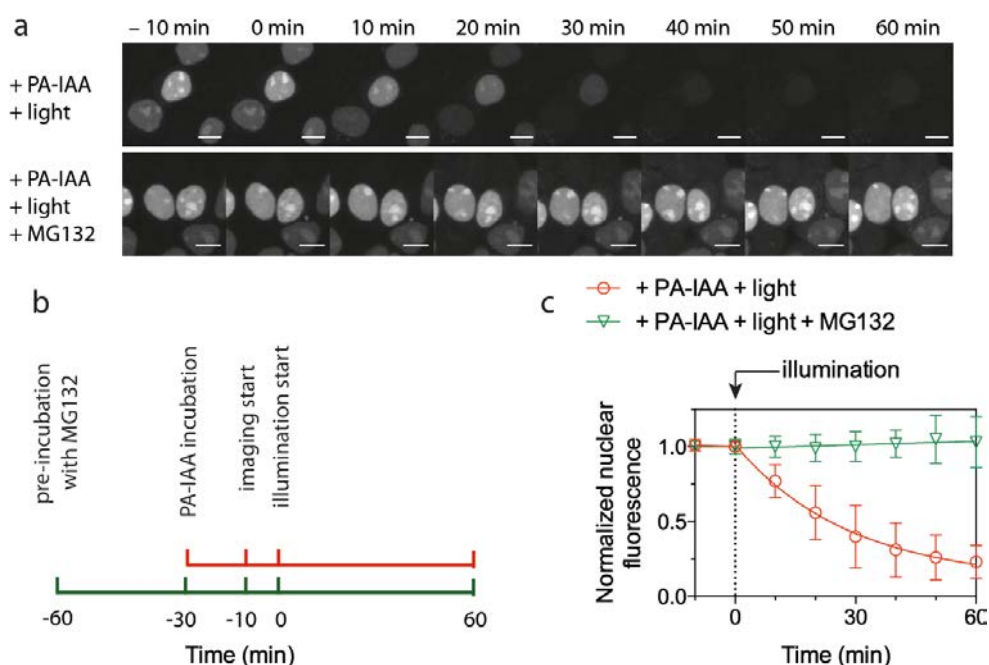 a
– 10 min 0 min 10 min 20 min 30 min 40 min 50 min 60 min
+ PA-IAA
+ light
+ PA-IAA
+ light
+ MG132
b
pre-incubation
with MG132
PA-IAA incubation
imaging start
illumination start
-60 -30 -10 0 60
Time (min)
c
+ PA-IAA + light
+ PA-IAA + light + MG132
illumination
Normalized nuclear
fluorescence
1.0
0.5
0.0
0 30 60
Time (min)